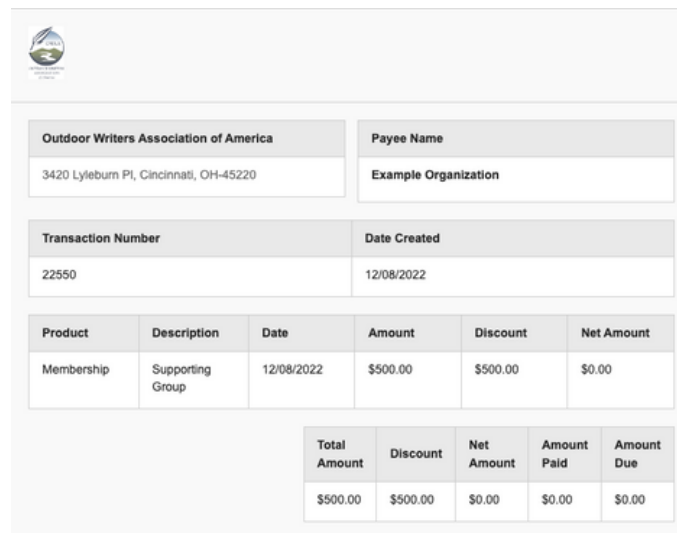 Outdoor Writers Association of America
3420 Lyleburn Pl, Cincinnati, OH-45220
Payee Name
Example Organization
Transaction Number Date Created
22550 12/08/2022
Product Description Date Amount Discount Net Amount
Membership Supporting 12/08/2022 $500.00 $500.00 $0.00
Group
Total Net Amount Amount
Amount Discount Amount Paid Due
$500.00 $500.00 $0.00 $0.00 $0.00